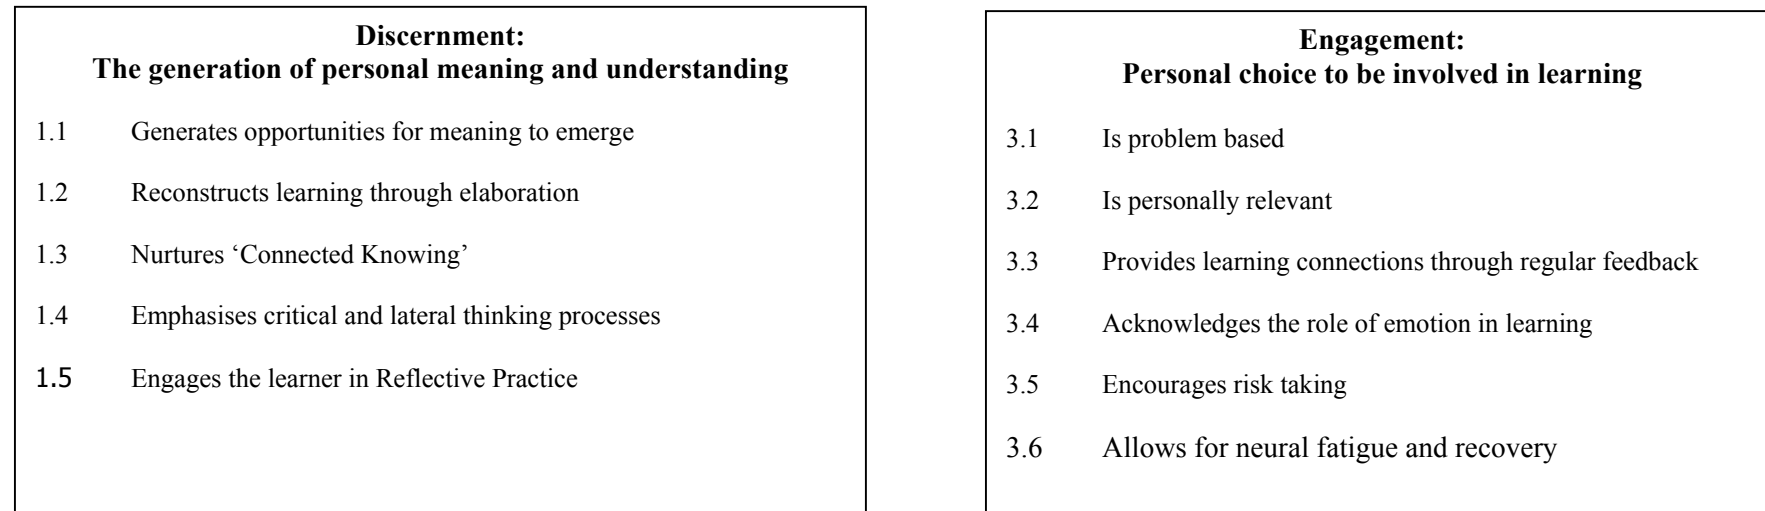 Discernment:
The generation of personal meaning and understanding
1.1 Generates opportunities for meaning to emerge
1.2 Reconstructs learning through elaboration
1.3 Nurtures ‘Connected Knowing’
1.4 Emphasises critical and lateral thinking processes
1.5 Engages the learner in Reflective Practice
Engagement:
Personal choice to be involved in learning
3.1 Is problem based
3.2 Is personally relevant
3.3 Provides learning connections through regular feedback
3.4 Acknowledges the role of emotion in learning
3.5 Encourages risk taking
3.6 Allows for neural fatigue and recovery